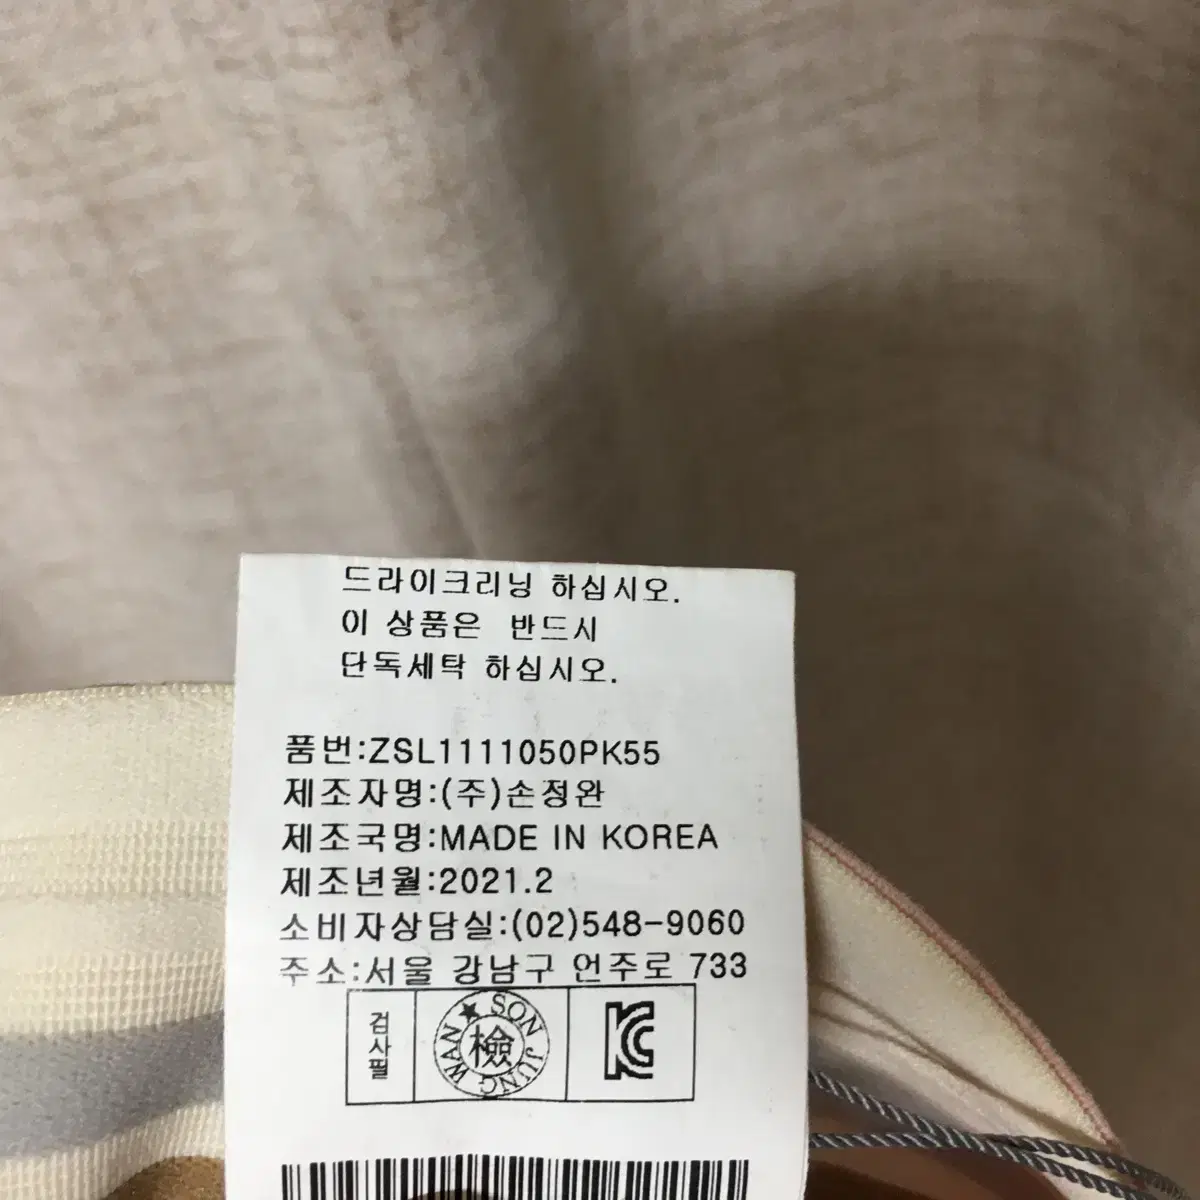 드라이크리닝 하십시오.
이 상품은 반드시
단독세탁 하십시오.
품번:ZSL1111050PK55
제조자명:(주)손정완
제조국명:MADE IN KOREA
제조년월:2021.2
소비자상담실:(02)548-9060
주소:서울 강남구 언주로 733
검사필
SON JUNG WAN
檢
KC